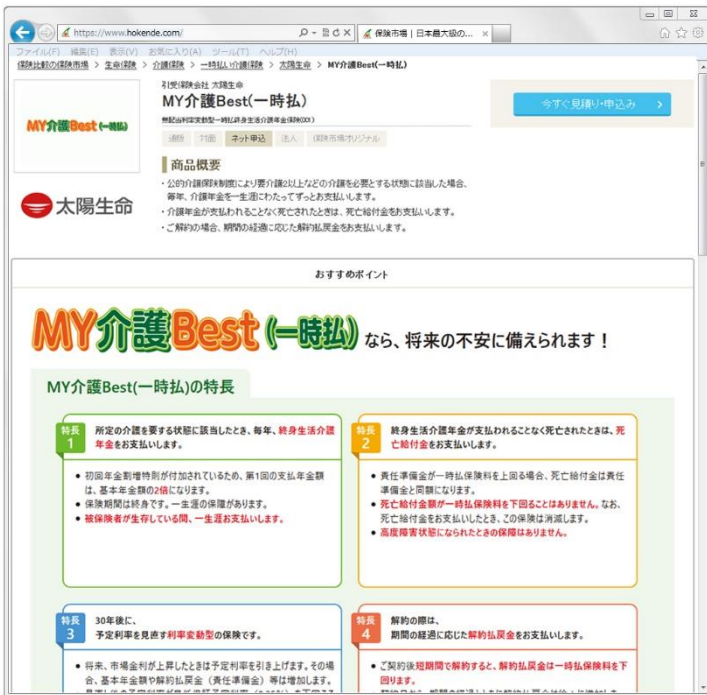 https://www.hokende.com/
保険市場 | 日本最大級の...
ファイル(F) 編集(E) 表示(V) お気に入り(A) ツール(T) ヘルプ(H)
保険比較の保険市場 > 生命保険 > 介護保険 > 一時払い介護保険 > 太陽生命 > MY介護Best(一時払)
引受保険会社 太陽生命
MY介護Best(一時払)
無配当利率変動型一時払終身生活介護年金保険(001)
通販 対面 ネット申込 法人 保険市場オリジナル
今すぐ見積り・申込み
MY介護Best(一時払)
太陽生命
商品概要
・公的介護保険制度により要介護2以上などの介護を必要とする状態に該当した場合、
毎年、介護年金を一生涯にわたってずっとお支払いします。
・介護年金が支払われることなく死亡されたときは、死亡給付金をお支払いします。
・ご解約の場合、期間の経過に応じた解約払戻金をお支払いします。
おすすめポイント
MY介護Best(一時払)なら、将来の不安に備えられます！
MY介護Best(一時払)の特長
特長1
所定の介護を要する状態に該当したとき、毎年、終身生活介護
年金をお支払いします。
● 初回年金割増特則が付加されているため、第1回の支払年金額
は、基本年金額の2倍になります。
● 保険期間は終身です。一生涯の保障があります。
● 被保険者が生存している間、一生涯お支払いします。
特長2
終身生活介護年金が支払われることなく死亡されたときは、死
亡給付金をお支払いします。
● 責任準備金が一時払保険料を上回る場合、死亡給付金は責任
準備金と同額になります。
● 死亡給付金額が一時払保険料を下回ることはありません。なお、
死亡給付金をお支払いしたとき、この保険は消滅します。
● 高度障害状態になられたときの保障はありません。
特長3
30年後に、
予定利率を見直す利率変動型の保険です。
● 将来、市場金利が上昇したときは予定利率を引き上げます。その場
合、基本年金額や解約払戻金（責任準備金）等は増加します。
特長4
解約の際は、
期間の経過に応じた解約払戻金をお支払いします。
● ご契約後短期間で解約すると、解約払戻金は一時払保険料を下
回ります。